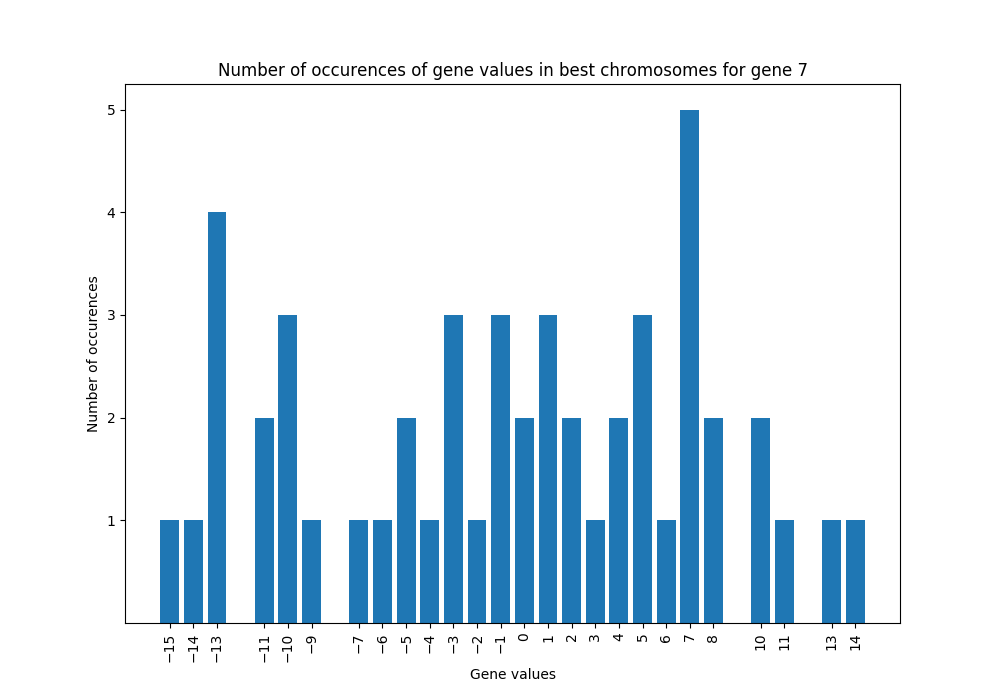 Number of occurences of gene values in best chromosomes for gene 7
5
4
3
2
1
Number of occurences
−15 −14 −13 −11 −10 −9 −7 −6 −5 −4 −3 −2 −1 0 1 2 3 4 5 6 7 8 10 11 13 14
Gene values